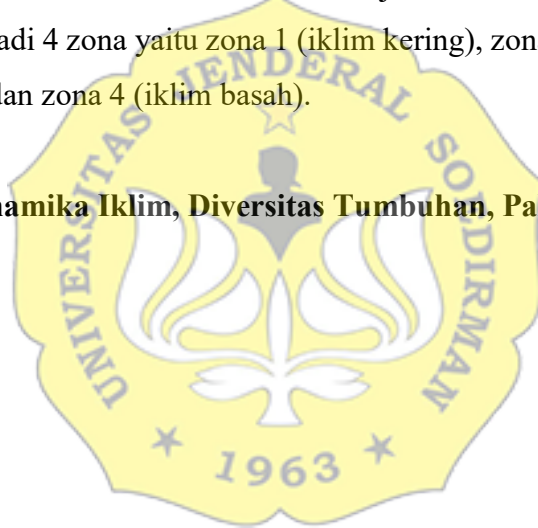 adi 4 zona yaitu zona 1 (iklim kering), zon
dan zona 4 (iklim basah).
namika Iklim, Diversitas Tumbuhan, Pa
UNIVERSITAS JENDERAL SOEDIRMAN
1963